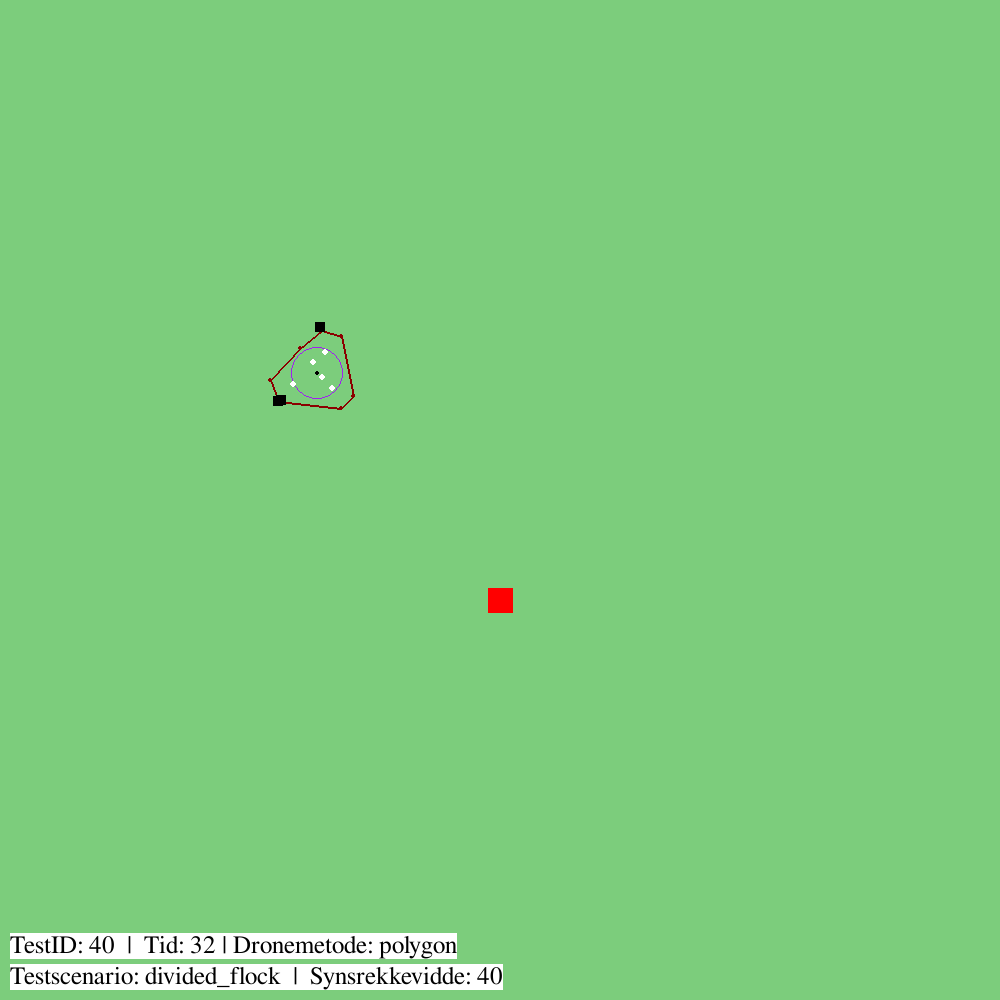 TestID: 40 | Tid: 32 | Dronemetode: polygon
Testscenario: divided_flock | Synsrekkevidde: 40